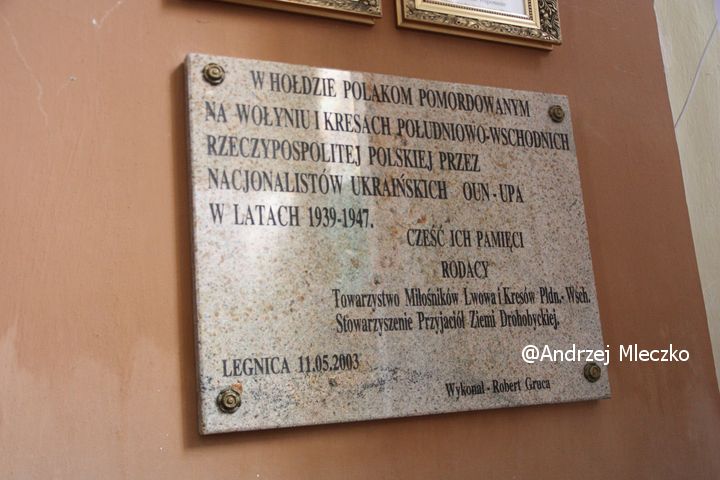 W HOŁDZIE POLAKOM POMORDOWANYM
NA WOŁYNIU I KRESACH POŁUDNIOWO-WSCHODNICH
RZECZYPOSPOLITEJ POLSKIEJ PRZEZ
NACJONALISTÓW UKRAIŃSKICH OUN - UPA
W LATACH 1939-1947.
CZEŚĆ ICH PAMIĘCI
RODACY
Towarzystwo Miłośników Lwowa i Kresów Płdn.- Wsch.
Stowarzyszenie Przyjaciół Ziemi Drohobyckiej.
@Andrzej Mleczko
LEGNICA 11.05.2003
Wykonał - Robert Gruca